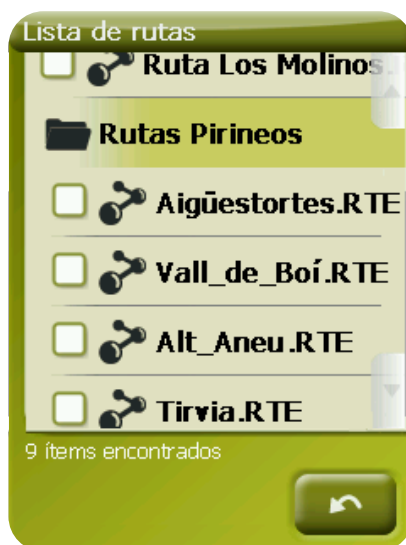 Lista de rutas
Ruta Los Molinos.
Rutas Pirineos
Aigüestortes.RTE
Vall_de_Boí.RTE
Alt_Aneu.RTE
Tirvia.RTE
9 ítems encontrados